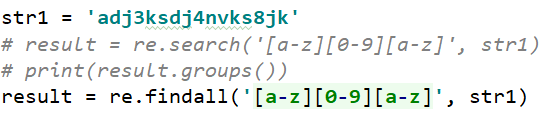 str1 = 'adj3ksdj4nvks8jk'
# result = re.search('[a-z][0-9][a-z]', str1)
# print(result.groups())
result = re.findall('[a-z][0-9][a-z]', str1)